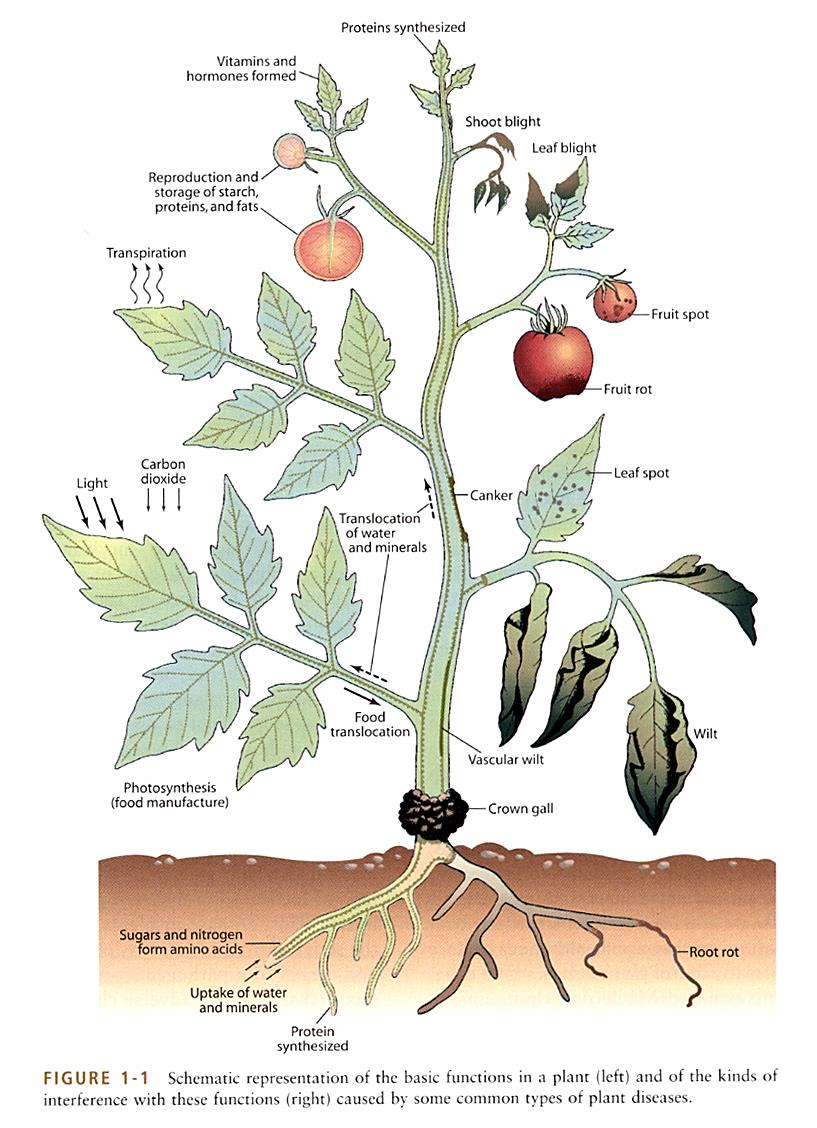 Proteins synthesized
Vitamins and
hormones formed
Shoot blight
Leaf blight
Reproduction and
storage of starch,
proteins, and fats
Transpiration
Fruit spot
Fruit rot
Leaf spot
Light
Carbon
dioxide
Canker
Translocation
of water
and minerals
Food
translocation
Wilt
Vascular wilt
Photosynthesis
(food manufacture)
Crown gall
Sugars and nitrogen
form amino acids
Root rot
Uptake of water
and minerals
Protein
synthesized
FIGURE 1-1 Schematic representation of the basic functions in a plant (left) and of the kinds of
interference with these functions (right) caused by some common types of plant diseases.